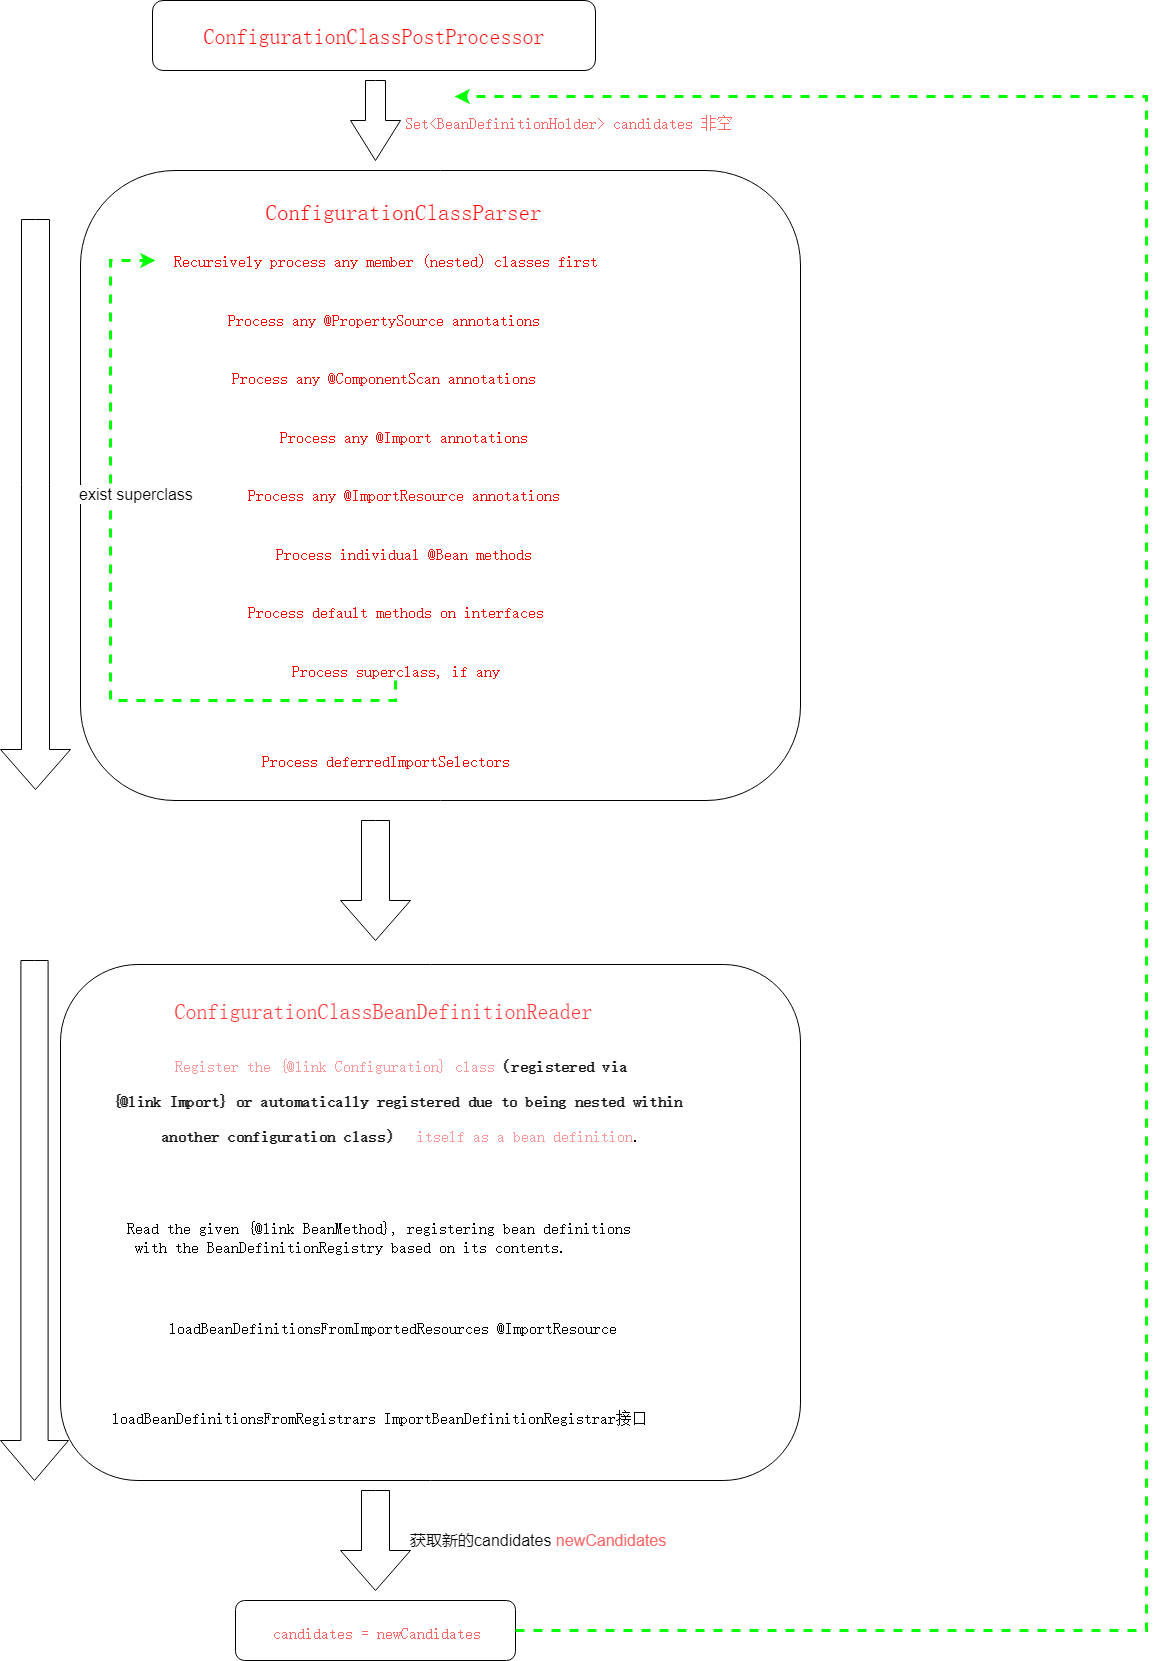 ConfigurationClassPostProcessor
Set<BeanDefinitionHolder> candidates 非空
ConfigurationClassParser
Recursively process any member (nested) classes first
Process any @PropertySource annotations
Process any @ComponentScan annotations
Process any @Import annotations
exist superclass
Process any @ImportResource annotations
Process individual @Bean methods
Process default methods on interfaces
Process superclass, if any
Process deferredImportSelectors
ConfigurationClassBeanDefinitionReader
Register the {@link Configuration} class (registered via
{@link Import} or automatically registered due to being nested within
another configuration class) itself as a bean definition.
Read the given {@link BeanMethod}, registering bean definitions
with the BeanDefinitionRegistry based on its contents.
loadBeanDefinitionsFromImportedResources @ImportResource
loadBeanDefinitionsFromRegistrars ImportBeanDefinitionRegistrar接口
获取新的candidates newCandidates
candidates = newCandidates